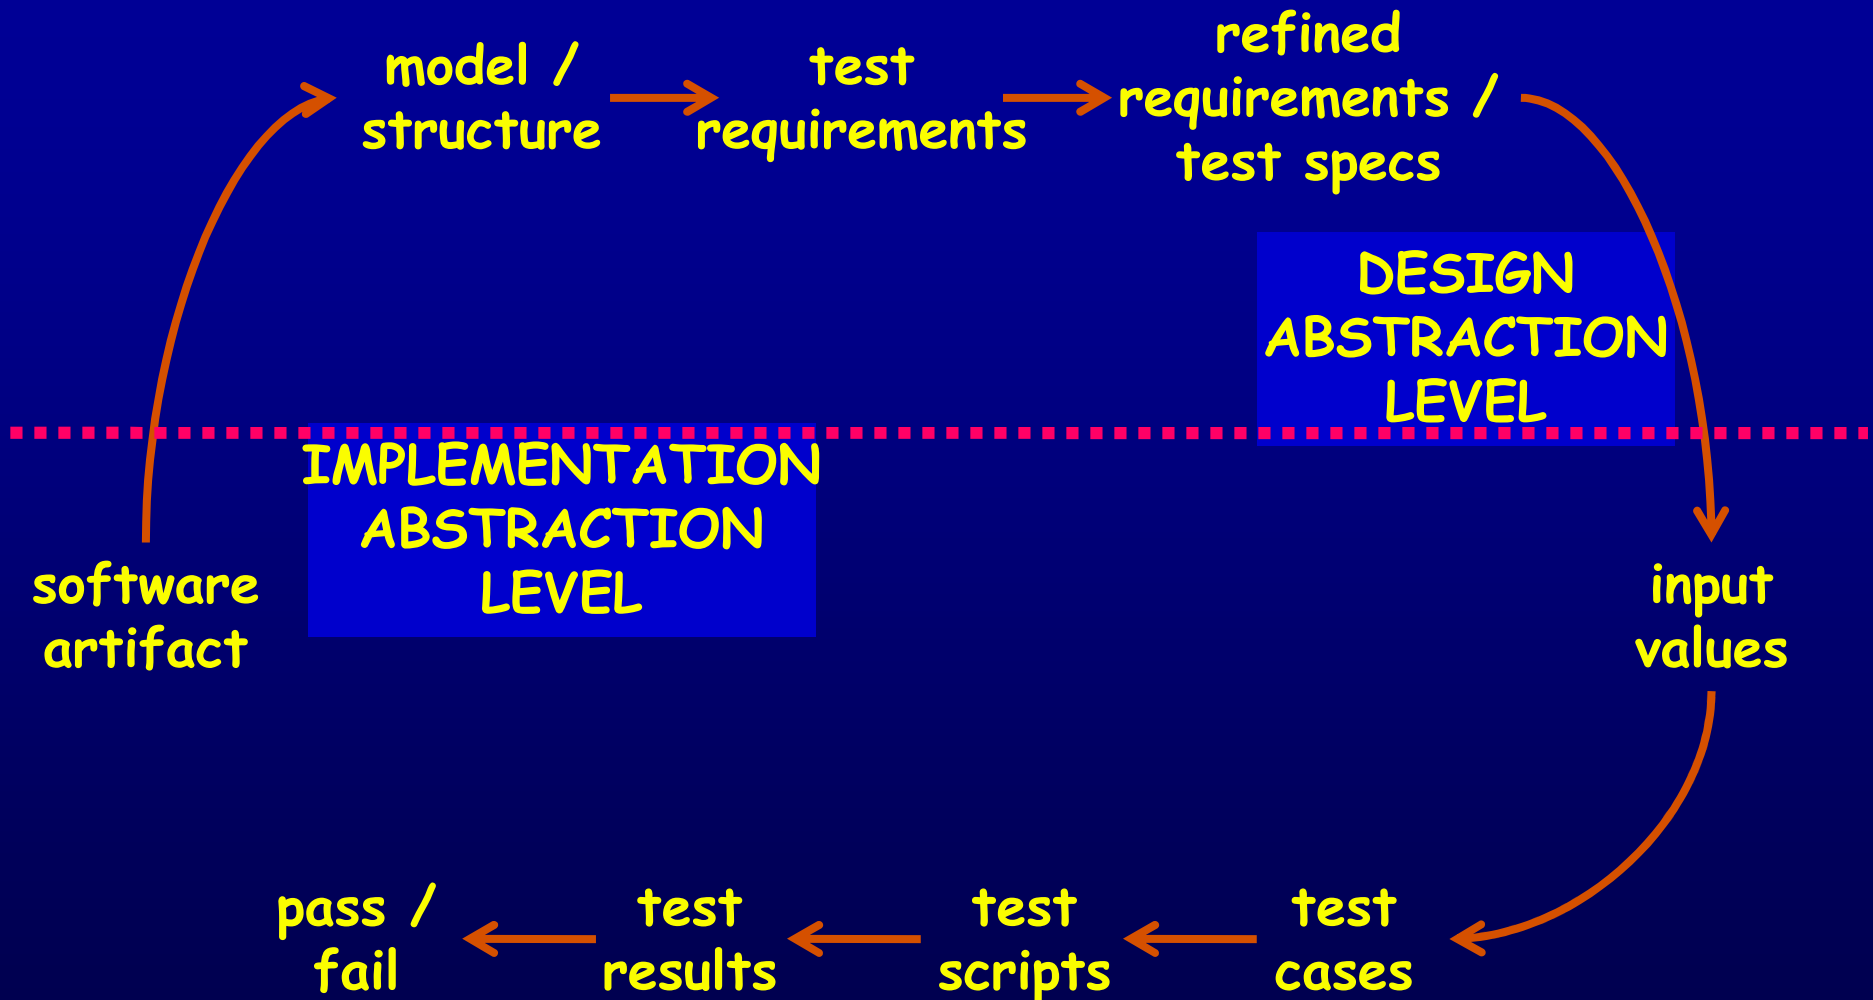 model /
structure
test
requirements
refined
requirements /
test specs
DESIGN
ABSTRACTION
LEVEL
IMPLEMENTATION
ABSTRACTION
LEVEL
software
artifact
input
values
pass /
fail
test
results
test
scripts
test
cases